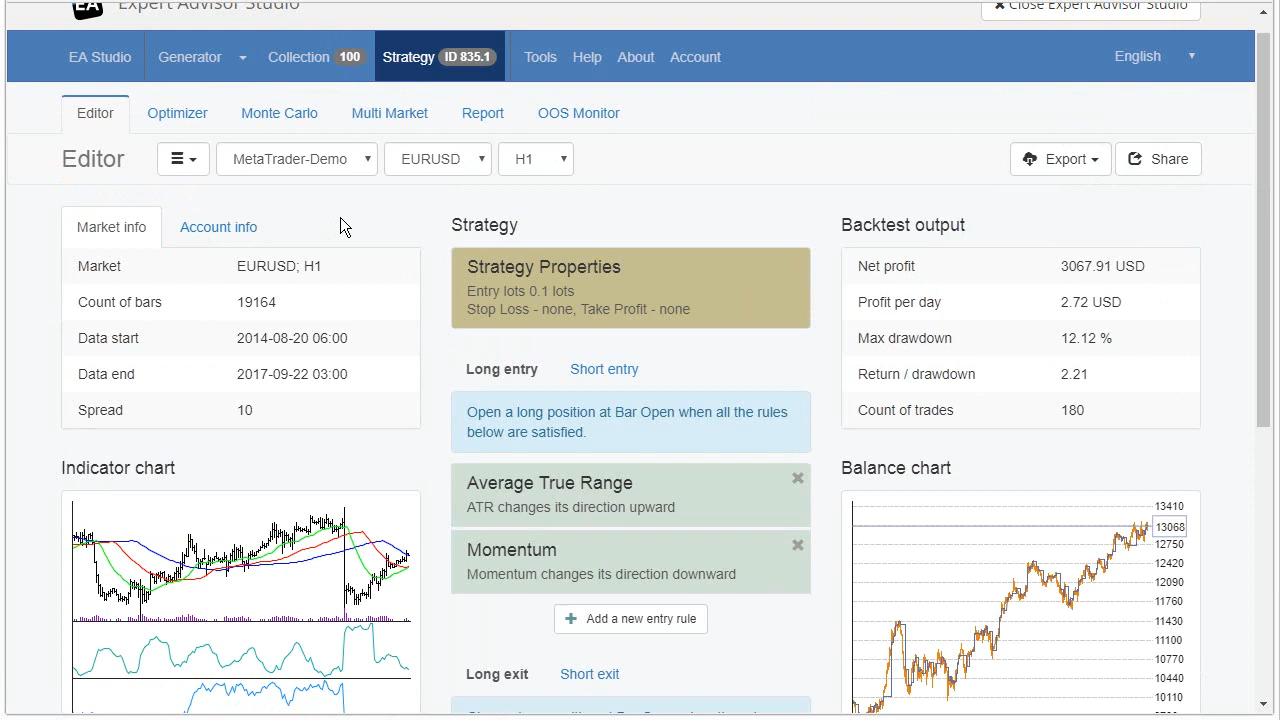 EA Expert Advisor Studio
✖ Close Expert Advisor Studio
EA Studio Generator Collection 100 Strategy ID 835.1 Tools Help About Account English
Editor Optimizer Monte Carlo Multi Market Report OOS Monitor
Editor MetaTrader-Demo EURUSD H1 Export Share
Market info Account info
Market EURUSD; H1
Count of bars 19164
Data start 2014-08-20 06:00
Data end 2017-09-22 03:00
Spread 10
Indicator chart
Strategy
Strategy Properties
Entry lots 0.1 lots
Stop Loss - none, Take Profit - none
Long entry Short entry
Open a long position at Bar Open when all the rules
below are satisfied.
Average True Range
ATR changes its direction upward
Momentum
Momentum changes its direction downward
Add a new entry rule
Long exit Short exit
Backtest output
Net profit 3067.91 USD
Profit per day 2.72 USD
Max drawdown 12.12 %
Return / drawdown 2.21
Count of trades 180
Balance chart
13410
13068
12750
12420
12090
11760
11430
11100
10770
10440
10110